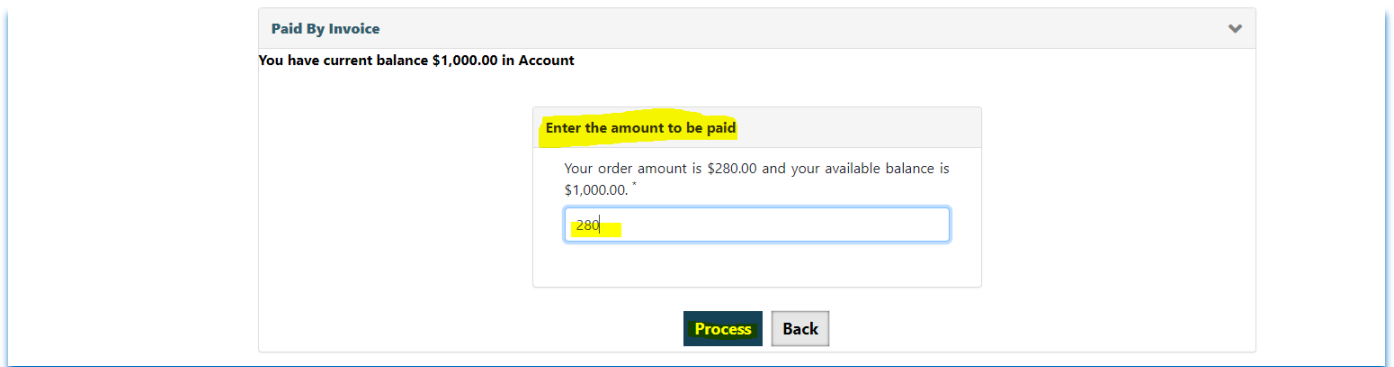 Paid By Invoice
You have current balance $1,000.00 in Account
Enter the amount to be paid
Your order amount is $280.00 and your available balance is
$1,000.00. *
280
Process Back